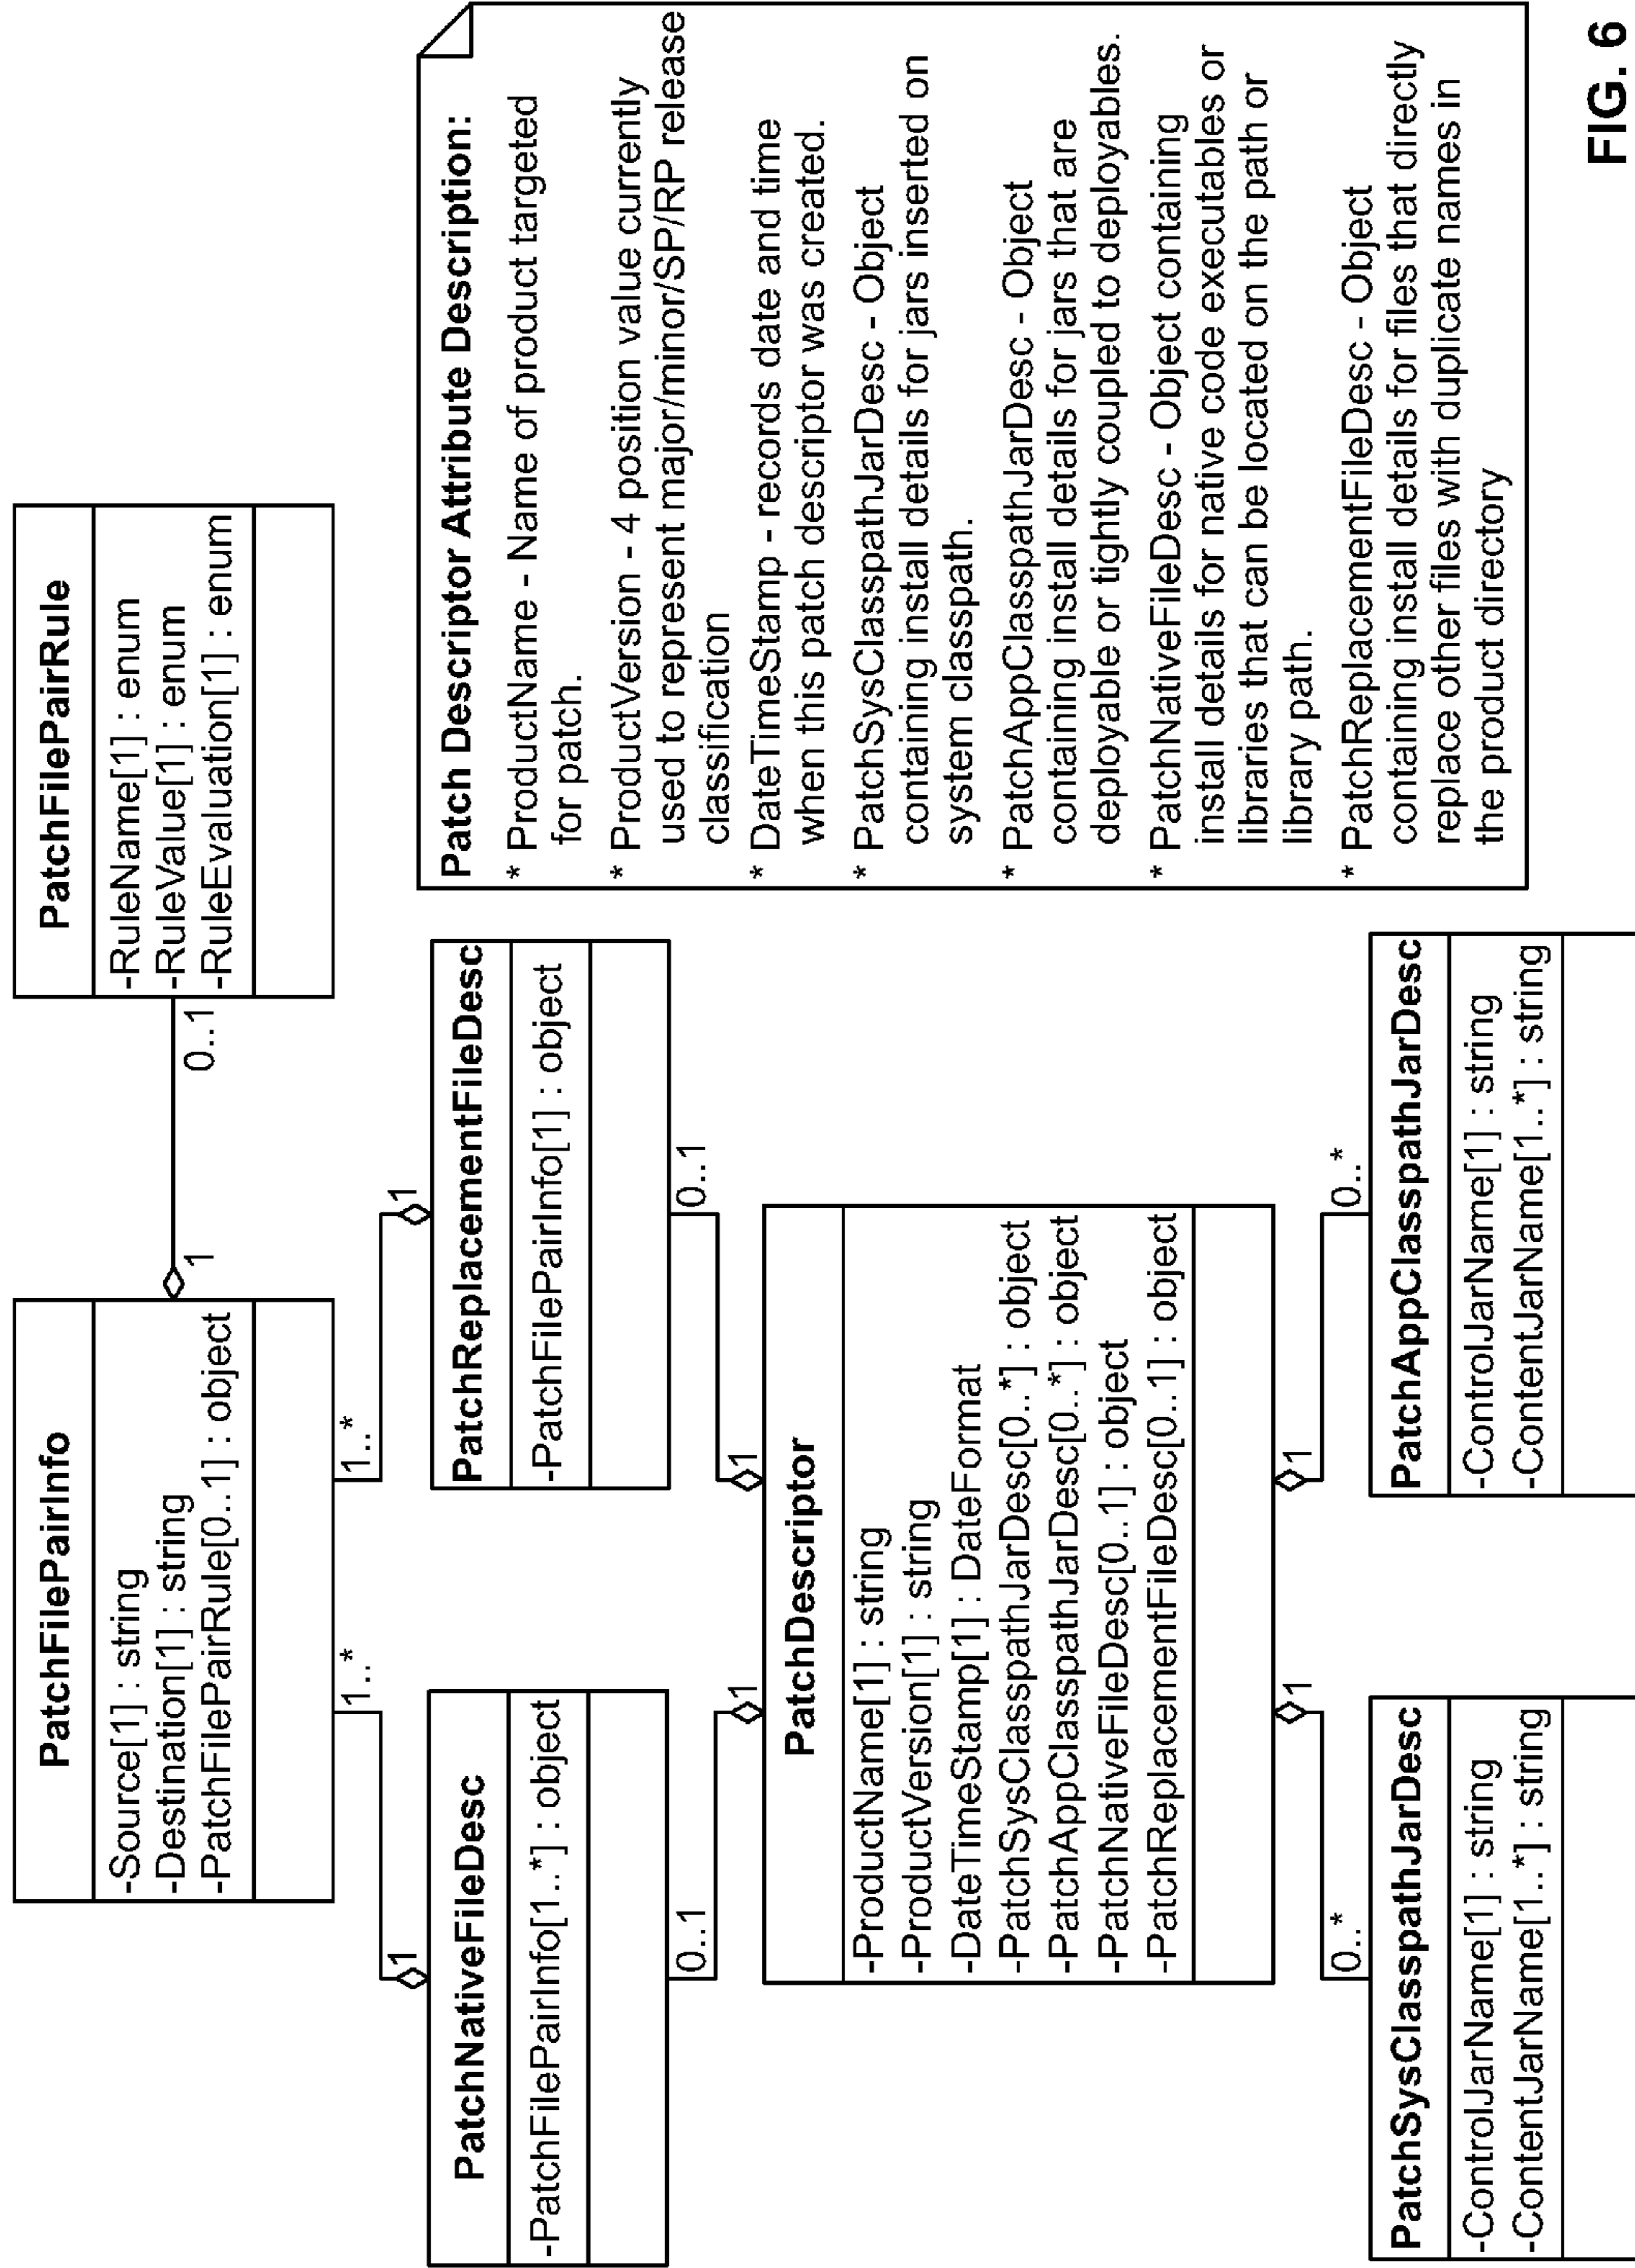 PatchFilePairInfo
-Source[1] : string
-Destination[1] : string
-PatchFilePairRule[0..1] : object
1
0..1
PatchFilePairRule
-RuleName[1] : enum
-RuleValue[1] : enum
-RuleEvaluation[1] : enum
1..*
1..*
1
1
PatchNativeFileDesc
-PatchFilePairInfo[1..*] : object
PatchReplacementFileDesc
-PatchFilePairInfo[1] : object
0..1
0..1
1
1
PatchDescriptor
-ProductName[1] : string
-ProductVersion[1] : string
-DateTimeStamp[1] : DateFormat
-PatchSysClasspathJarDesc[0..*] : object
-PatchAppClasspathJarDesc[0..*] : object
-PatchNativeFileDesc[0..1] : object
-PatchReplacementFileDesc[0..1] : object
1
1
0..*
0..*
PatchSysClasspathJarDesc
-ControlJarName[1] : string
-ContentJarName[1..*] : string
PatchAppClasspathJarDesc
-ControlJarName[1] : string
-ContentJarName[1..*] : string
Patch Descriptor Attribute Description:
* ProductName - Name of product targeted
for patch.
* ProductVersion - 4 position value currently
used to represent major/minor/SP/RP release
classification
* DateTimeStamp - records date and time
when this patch descriptor was created.
* PatchSysClasspathJarDesc - Object
containing install details for jars inserted on
system classpath.
* PatchAppClasspathJarDesc - Object
containing install details for jars that are
deployable or tightly coupled to deployables.
* PatchNativeFileDesc - Object containing
install details for native code executables or
libraries that can be located on the path or
library path.
* PatchReplacementFileDesc - Object
containing install details for files that directly
replace other files with duplicate names in
the product directory
FIG. 6